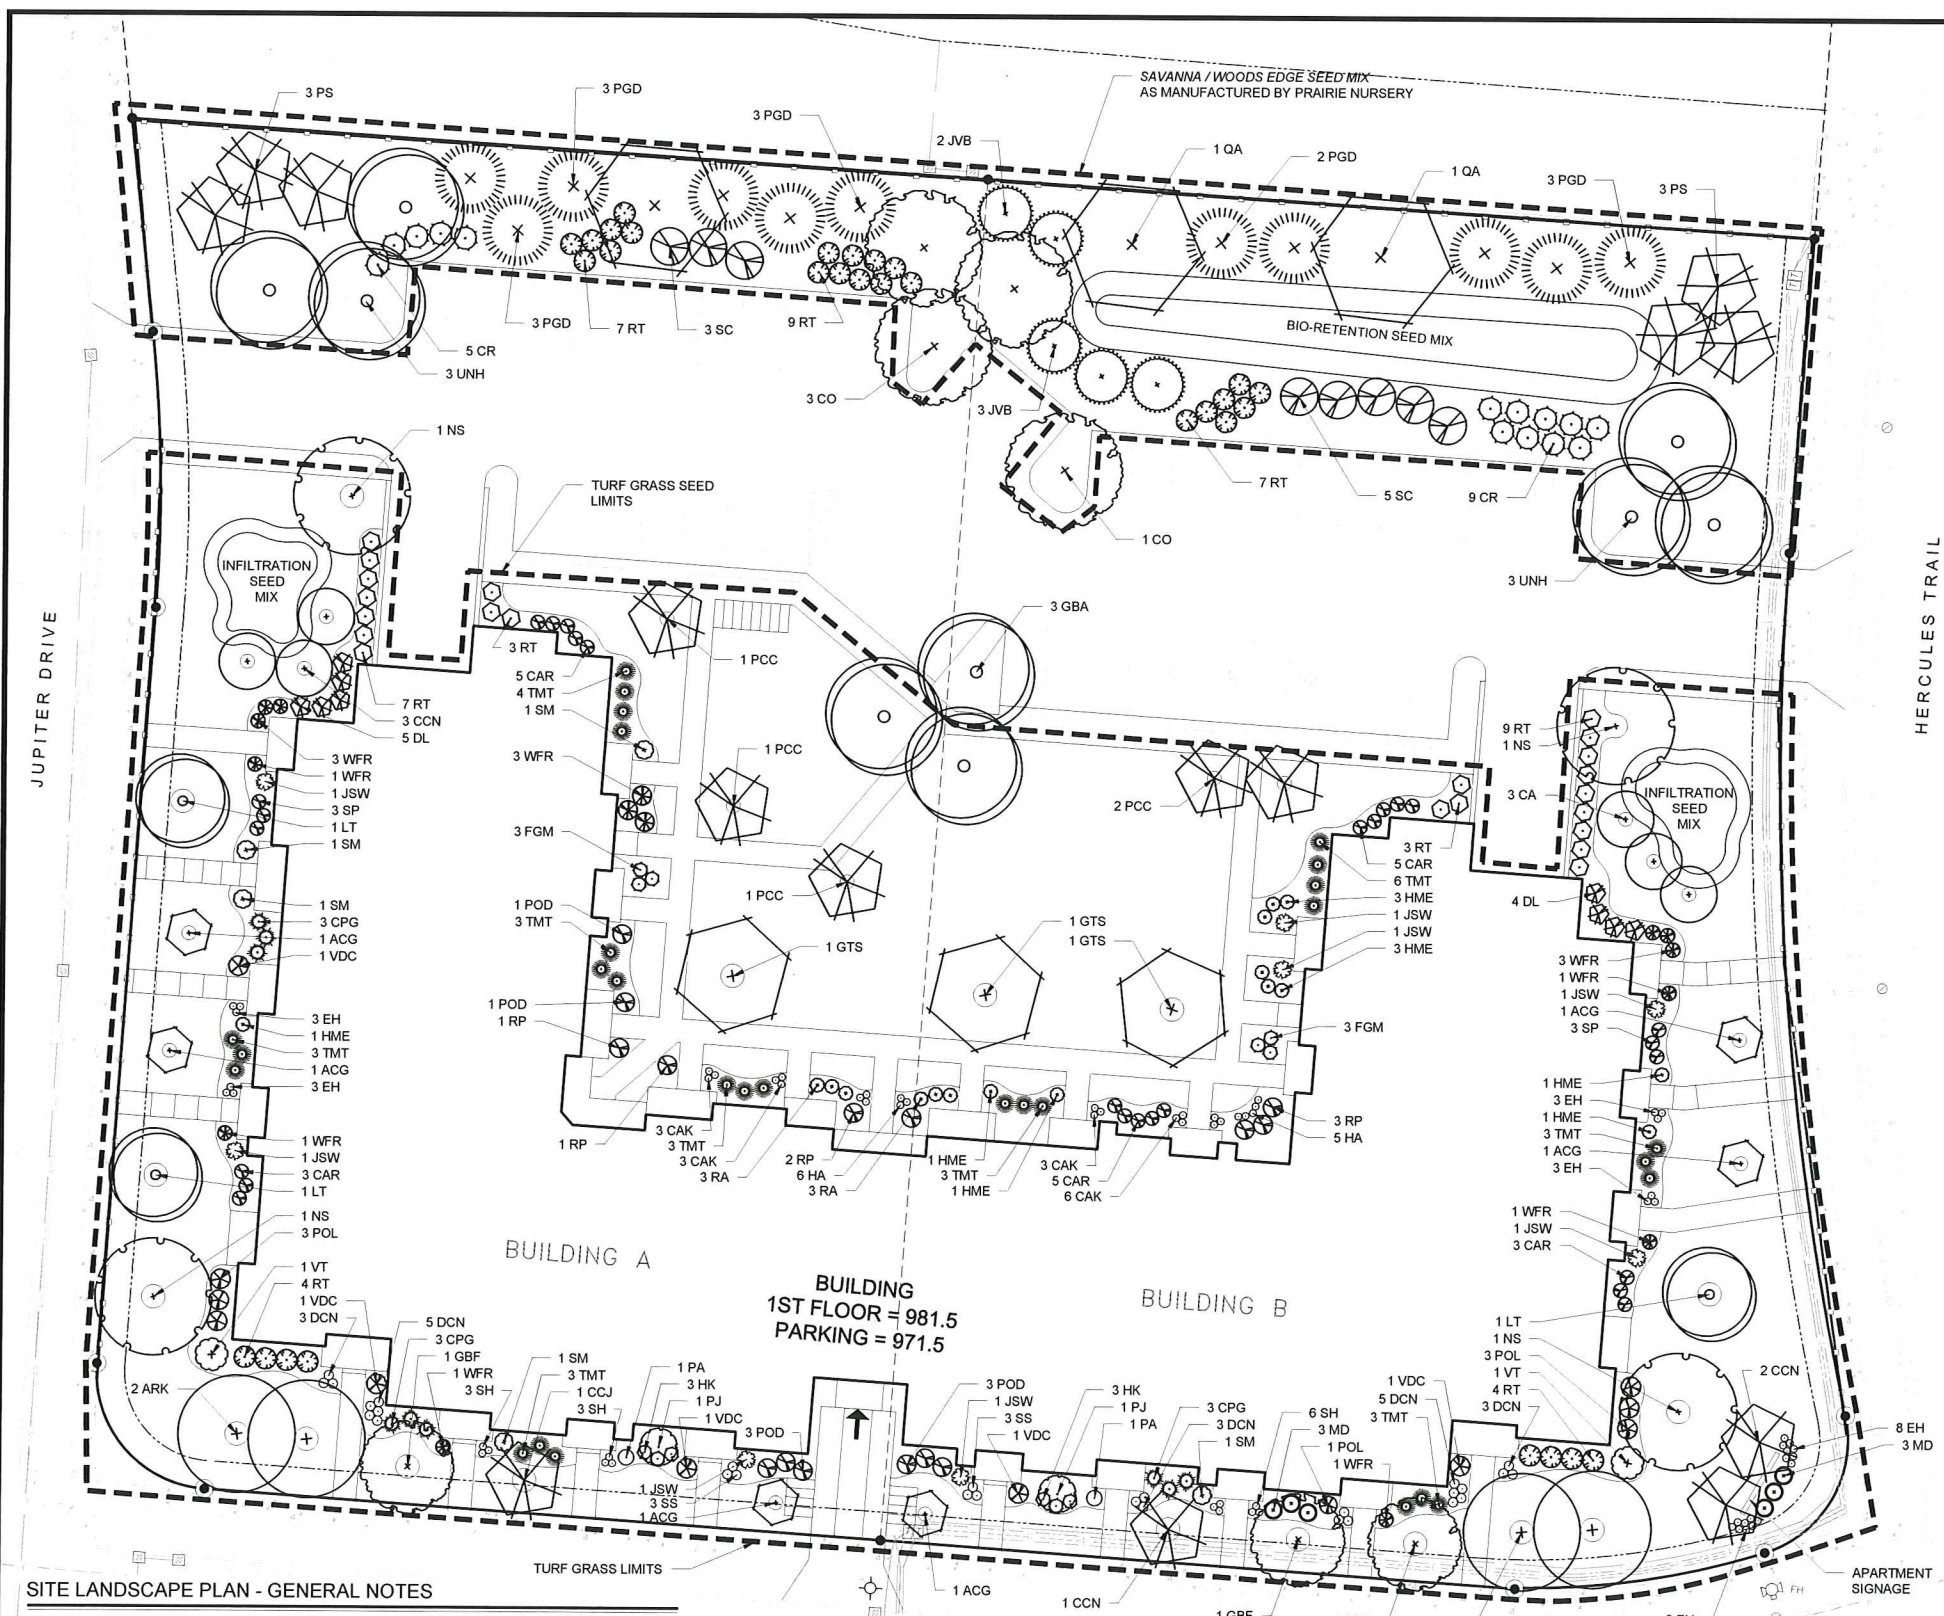 SAVANNA / WOODS EDGE SEED MIX
AS MANUFACTURED BY PRAIRIE NURSERY
3 PS
3 PGD
3 PGD
2 JVB
1 QA
2 PGD
1 QA
3 PGD
3 PS
3 PGD
7 RT
3 SC
9 RT
5 CR
3 UNH
3 CO
3 JVB
BIO-RETENTION SEED MIX
7 RT
5 SC
9 CR
1 CO
3 UNH
1 NS
TURF GRASS SEED
LIMITS
INFILTRATION
SEED
MIX
JUPITER DRIVE
HERCULES TRAIL
3 GBA
3 RT
5 CAR
4 TMT
1 SM
3 WFR
3 FGM
1 POD
3 TMT
1 POD
1 RP
1 PCC
1 PCC
1 PCC
2 PCC
7 RT
3 CCN
5 DL
3 WFR
1 WFR
1 JSW
3 SP
1 LT
1 SM
1 SM
3 CPG
1 ACG
1 VDC
3 EH
1 HME
3 TMT
1 ACG
3 EH
1 WFR
1 JSW
3 CAR
1 LT
1 NS
3 POL
1 VT
4 RT
1 VDC
3 DCN
1 GTS
1 GTS
1 GTS
3 RT
5 CAR
6 TMT
3 HME
1 JSW
1 JSW
3 HME
3 FGM
9 RT
1 NS
3 CA
INFILTRATION
SEED
MIX
4 DL
3 WFR
1 WFR
1 JSW
1 ACG
3 SP
1 HME
3 EH
1 HME
3 TMT
1 ACG
3 EH
1 WFR
1 JSW
3 CAR
1 LT
1 NS
3 POL
1 VT
4 RT
3 DCN
1 RP
3 CAK
3 TMT
3 CAK
3 RA
2 RP
6 HA
3 RA
1 HME
3 TMT
1 HME
3 CAK
5 CAR
6 CAK
3 RP
5 HA
BUILDING A
BUILDING
1ST FLOOR = 981.5
PARKING = 971.5
BUILDING B
2 ARK
5 DCN
3 CPG
1 GBF
1 WFR
3 SH
1 SM
3 TMT
1 CCJ
3 SH
1 PA
3 HK
1 PJ
1 VDC
3 POD
1 JSW
3 SS
1 ACG
3 POD
1 JSW
3 SS
1 VDC
3 HK
1 PJ
1 PA
3 CPG
3 DCN
1 SM
6 SH
3 MD
1 POL
1 WFR
1 VDC
5 DCN
3 TMT
2 CCN
8 EH
3 MD
TURF GRASS LIMITS
1 ACG
1 CCN
1 GBF
FH
APARTMENT
SIGNAGE
SITE LANDSCAPE PLAN - GENERAL NOTES